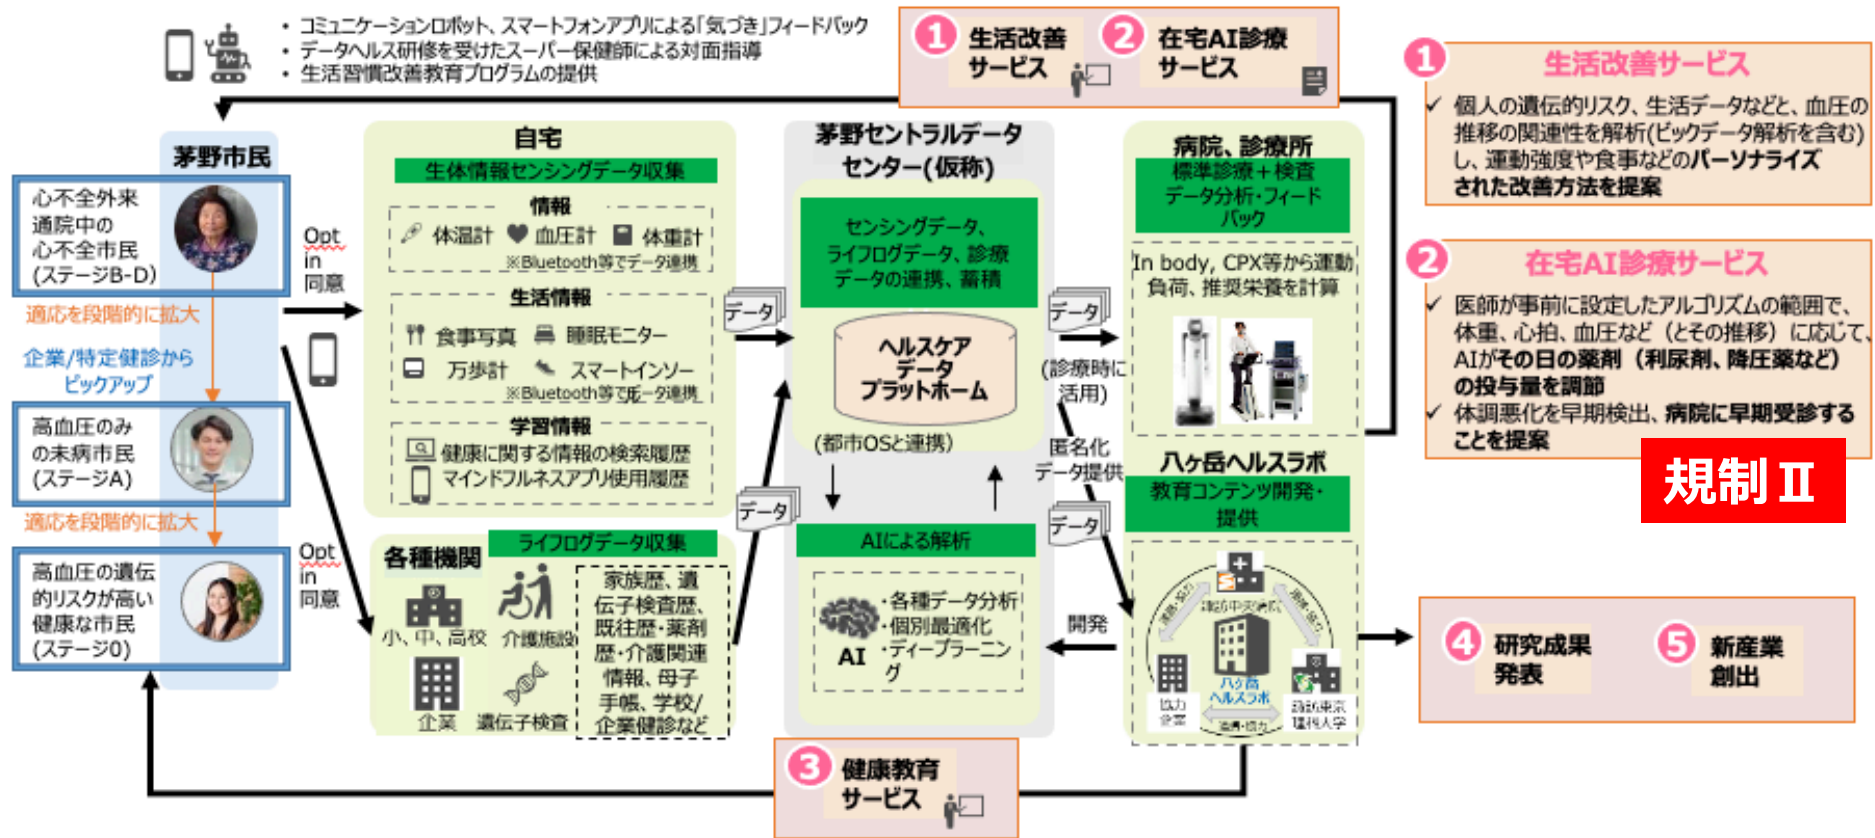 ・コミュニケーションロボット、スマートフォンアプリによる「気づき」フィードバック
・データヘルス研修を受けたスーパー保健師による対面指導
・生活習慣改善教育プログラムの提供
1 生活改善
サービス
2 在宅AI診療
サービス
茅野市民
心不全外来
通院中の
心不全市民
(ステージB-D)
適応を段階的に拡大
企業/特定健診から
ピックアップ
高血圧のみ
の未病市民
(ステージA)
適応を段階的に拡大
高血圧の遺伝
的リスクが高い
健康な市民
(ステージ0)
Opt
in
同意
Opt
in
同意
自宅
生体情報センシングデータ収集
情報
体温計 血圧計 体重計
※Bluetooth等でデータ連携
生活情報
食事写真 睡眠モニター
万歩計 スマートインソー
※Bluetooth等でデータ連携
学習情報
健康に関する情報の検索履歴
マインドフルネスアプリ使用履歴
各種機関
ライフログデータ収集
小、中、高校
介護施設
企業
遺伝子検査
家族歴、遺
伝子検査歴、
既往歴・薬剤
歴・介護関連
情報、母子
手帳、学校/
企業健診など
データ
データ
茅野セントラルデータ
センター(仮称)
センシングデータ、
ライフログデータ、診療
データの連携、蓄積
ヘルスケア
データ
プラットホーム
(都市OSと連携)
AIによる解析
AI
・各種データ分析
・個別最適化
・ディープラーニン
グ
データ
(診療時に
活用)
匿名化
データ提供
データ
開発
病院、診療所
標準診療+検査
データ分析・フィード
バック
In body, CPX等から運動
負荷、推奨栄養を計算
八ヶ岳ヘルスラボ
教育コンテンツ開発・
提供
諏訪中央病院
連携・協力
連携・協力
八ヶ岳
ヘルスラボ
協力
企業
諏訪東京
理科大学
連携・協力
3 健康教育
サービス
1 生活改善サービス
✓ 個人の遺伝的リスク、生活データなどと、血圧の
推移の関連性を解析(ビックデータ解析を含む)
し、運動強度や食事などのパーソナライズ
された改善方法を提案
2 在宅AI診療サービス
✓ 医師が事前に設定したアルゴリズムの範囲で、
体重、心拍、血圧など(とその推移)に応じて、
AIがその日の薬剤(利尿剤、降圧薬など)
の投与量を調節
✓ 体調悪化を早期検出、病院に早期受診する
ことを提案
規制Ⅱ
4 研究成果
発表
5 新産業
創出